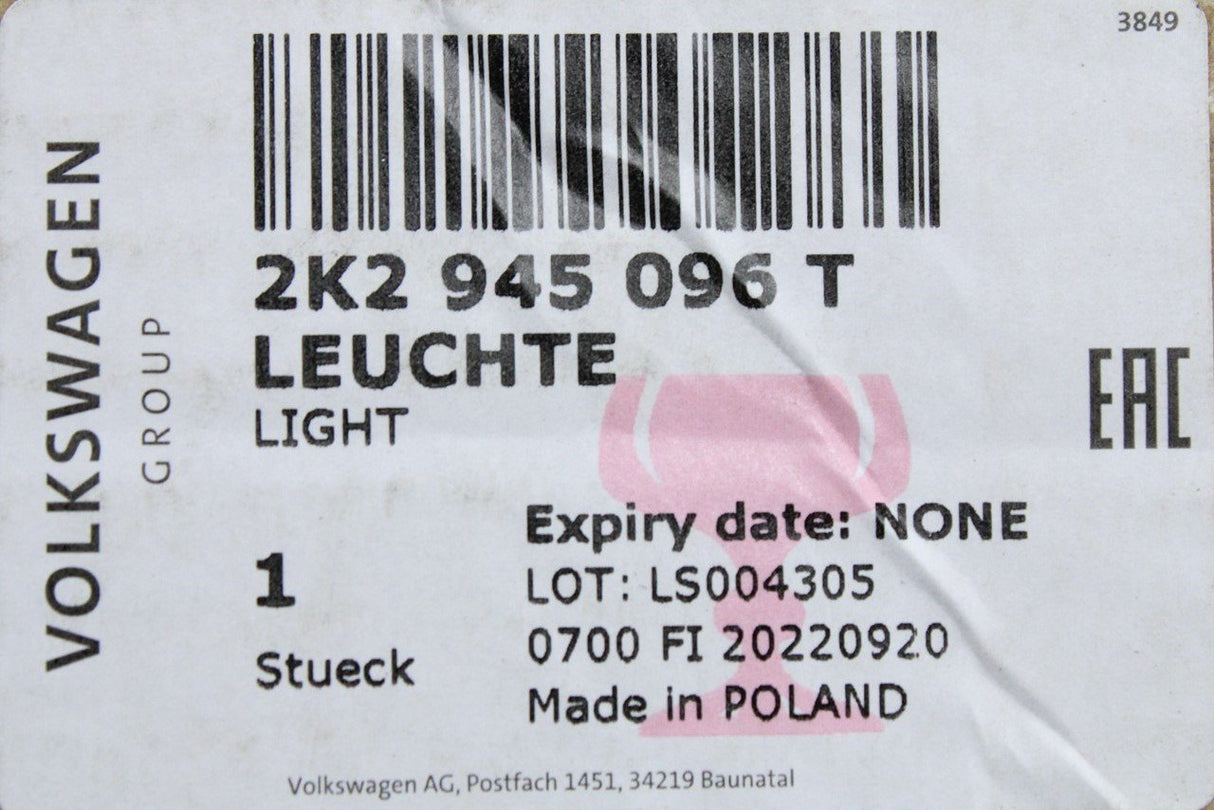 3849
VOLKSWAGEN
GROUP
2K2 945 096 T
LEUCHTE
LIGHT
EAC
Expiry date: NONE
1
LOT: LS004305
0700 FI 20220920
Stueck
Made in POLAND
Volkswagen AG, Postfach 1451, 34219 Baunatal